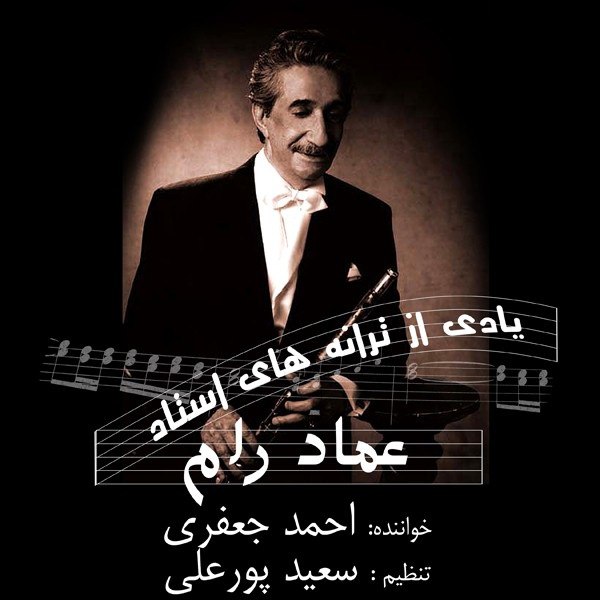 یادی از ترانه های استاد
عماد رام
خواننده: احمد جعفری
تنظیم : سعید پورعلی